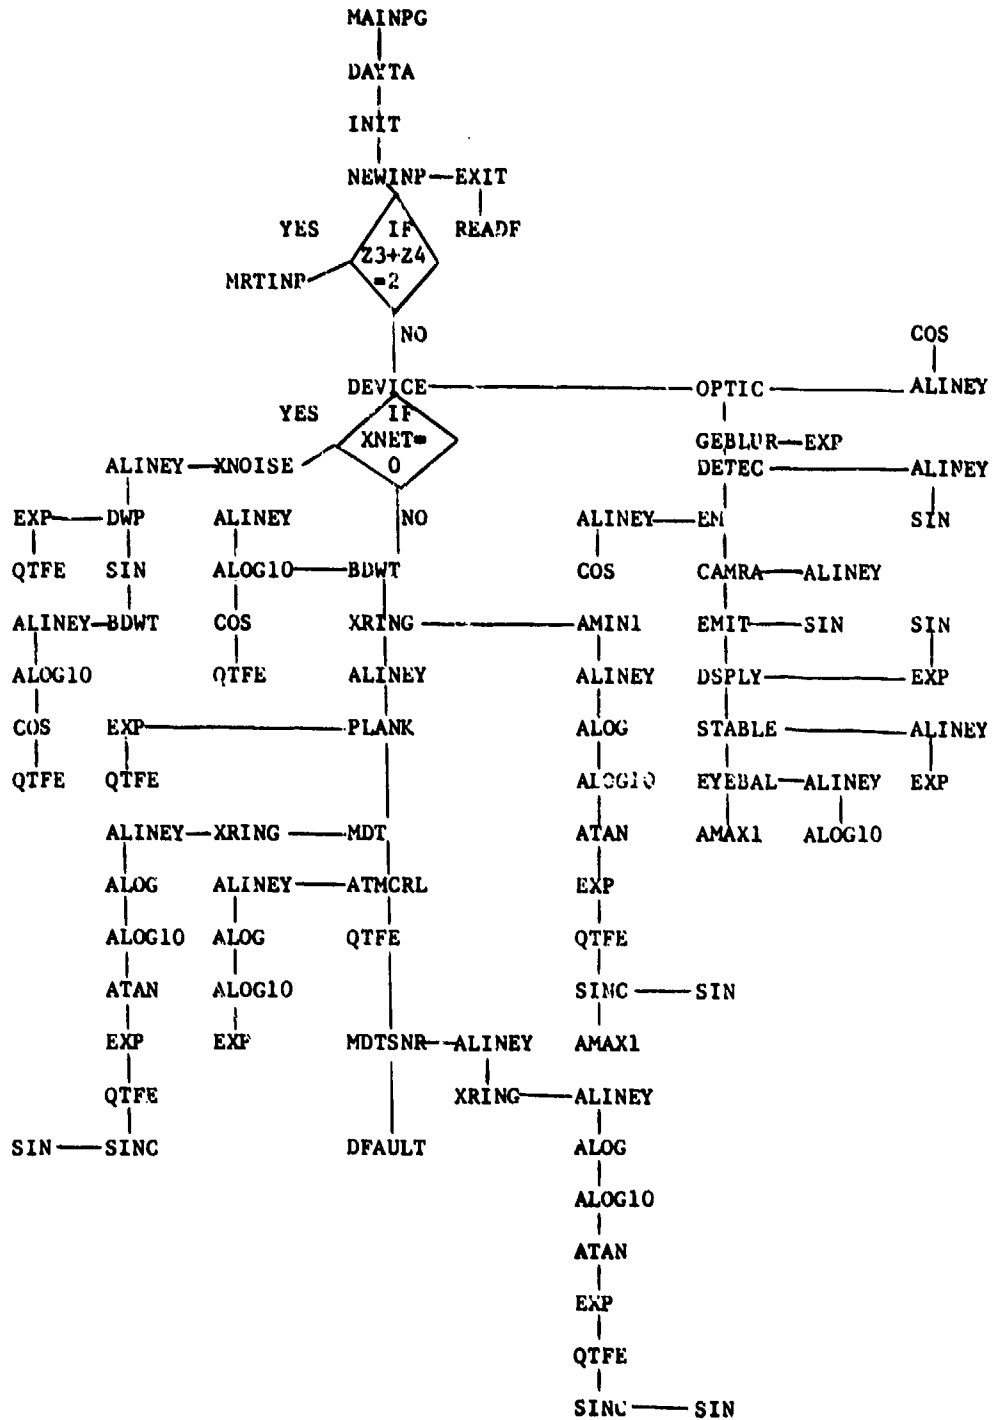 MAINPG
DAYTA
INIT
NEWINP EXIT
YES IF READF
Z3+Z4
MRTINP =2
NO COS
DEVICE OPTIC ALINEY
YES IF
XNET= GEBLUR EXP
ALINEY XNOISE 0 DETEC ALINEY
EXP DWP ALINEY NO ALINEY EM SIN
QTFE SIN ALOG10 BDWT COS CAMRA ALINEY
ALINEY BDWT COS XRING AMIN1 EMIT SIN SIN
ALOG10 QTFE ALINEY ALINEY DSPLY EXP
COS EXP PLANK ALOG STABLE ALINEY
QTFE QTFE ALOG10 EYEBAL ALINEY EXP
ALINEY XRING MDT ATAN AMAX1 ALOG10
ALOG ALINEY ATMCRL EXP
ALOG10 ALOG QTFE QTFE
ATAN ALOG10 SINC SIN
EXP EXP MDTSNR ALINEY AMAX1
QTFE XRING ALINEY
SIN SINC DFAULT ALOG
ALOG10
ATAN
EXP
QTFE
SINC SIN